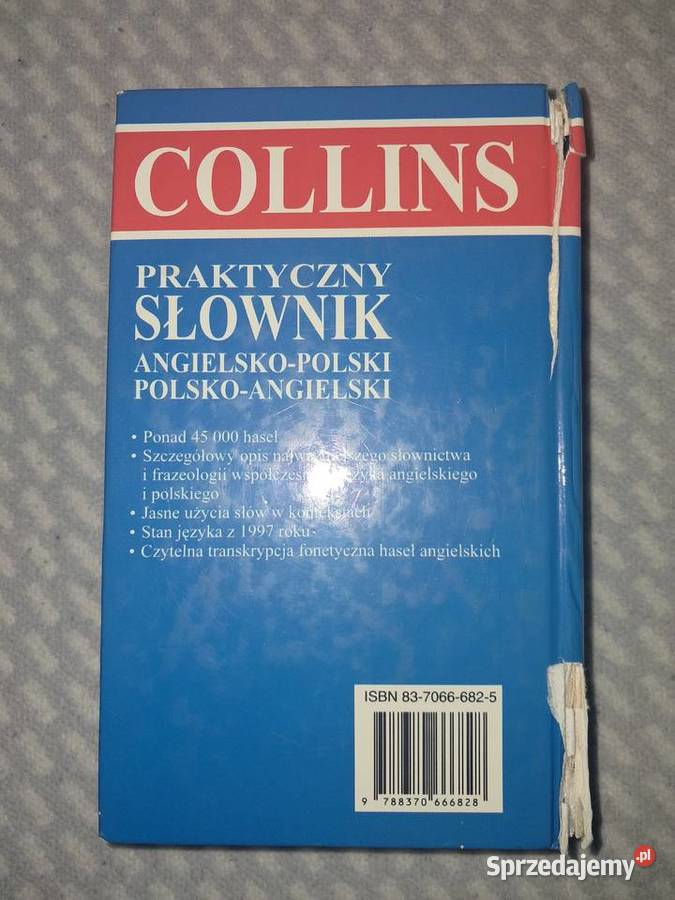 COLLINS
PRAKTYCZNY
SŁOWNIK
ANGIELSKO-POLSKI
POLSKO-ANGIELSKI
• Ponad 45 000 haseł
• Szczegółowy opis słownictwa
i frazeologii angielskiego
i polskiego
• Jasne użycia słów w kontekstach
• Stan języka z 1997 roku
• Czytelna transkrypcja fonetyczna haseł angielskich
ISBN 83-7066-682-5
9 788370 666828
Sprzedajemy.pl